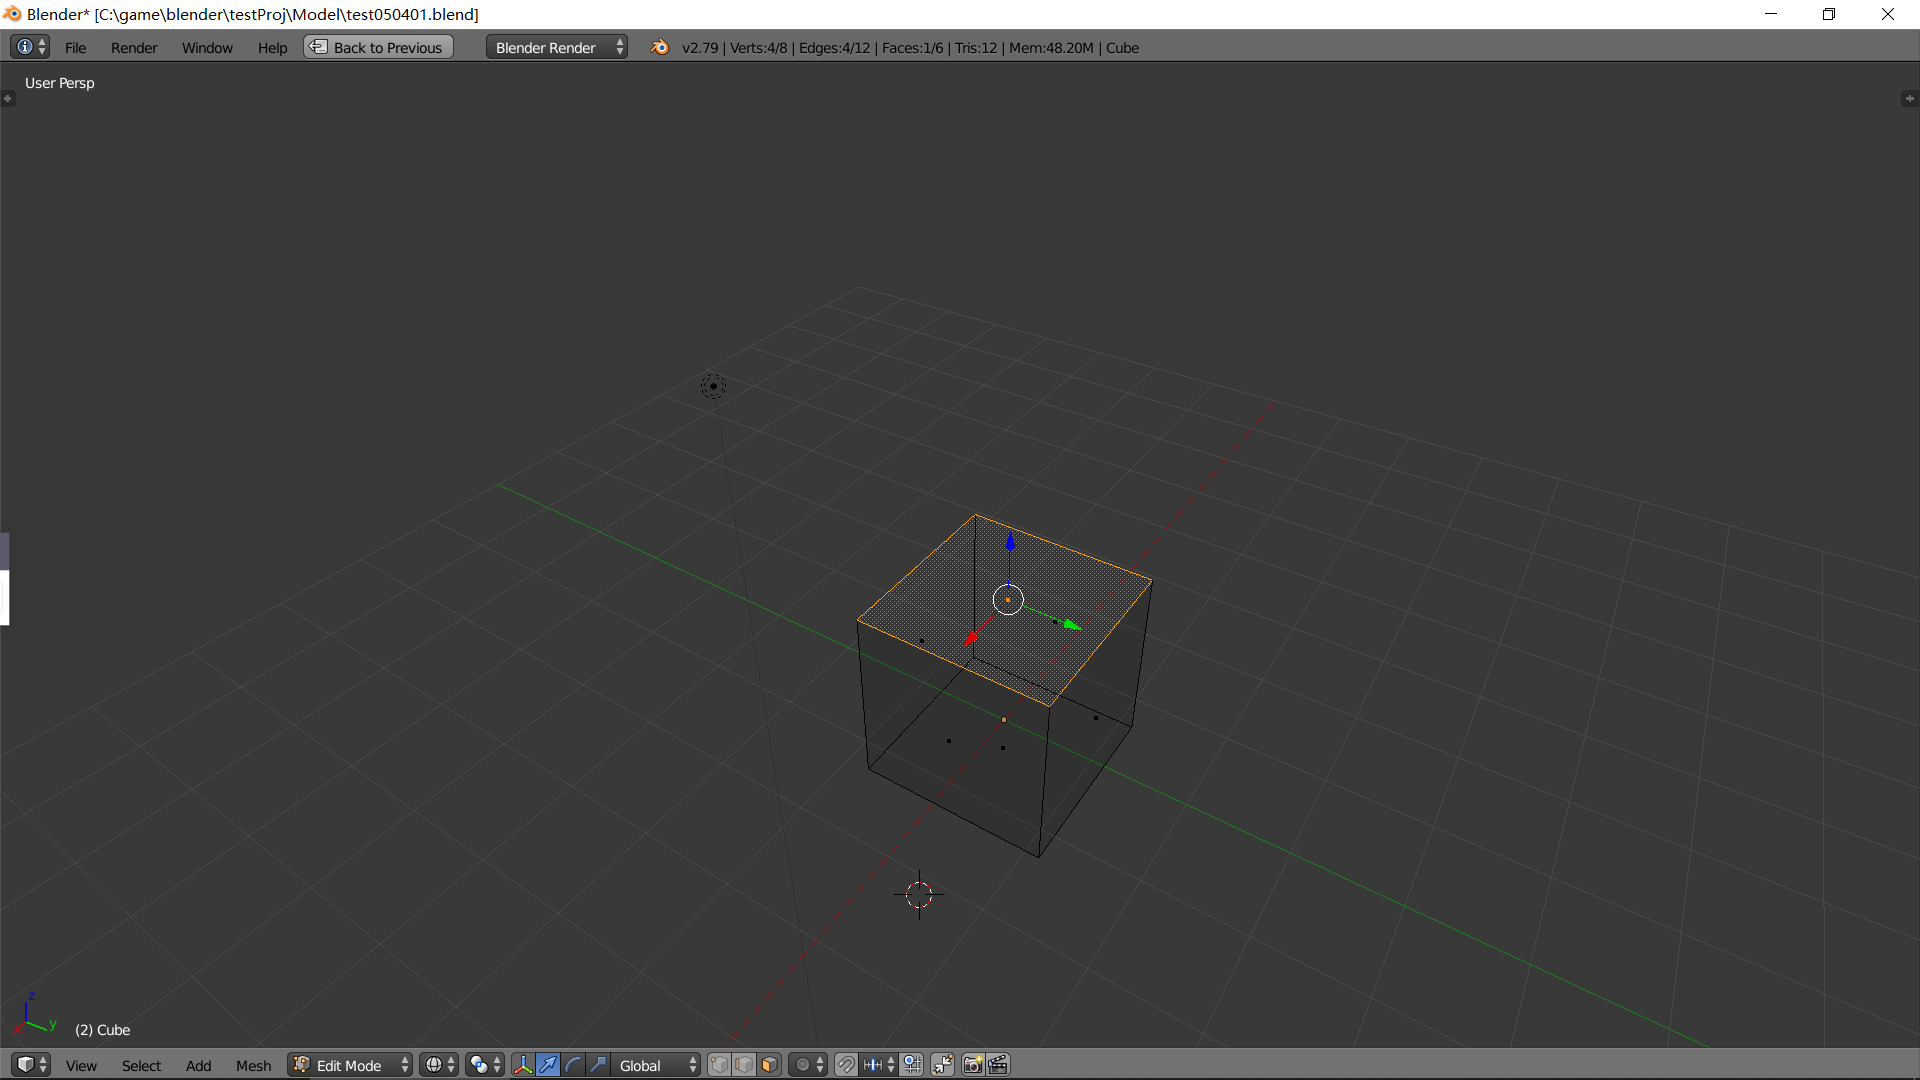 Blender* [C:\game\blender\testProj\Model\test050401.blend]
File Render Window Help Back to Previous Blender Render v2.79 | Verts:4/8 | Edges:4/12 | Faces:1/6 | Tris:12 | Mem:48.20M | Cube
User Persp
z
y
x
(2) Cube
View Select Add Mesh Edit Mode Global